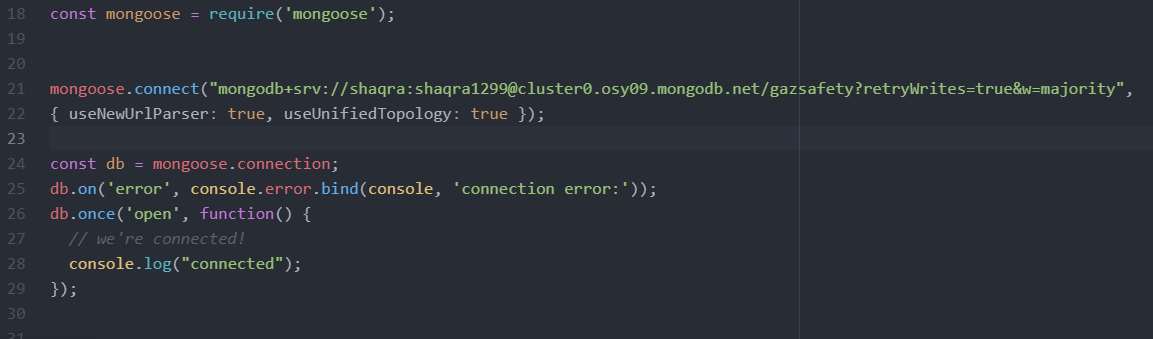 18 const mongoose = require('mongoose');
19
20
21 mongoose.connect("mongodb+srv://shaqra:shaqra1299@cluster0.osy09.mongodb.net/gazsafety?retryWrites=true&w=majority",
22 { useNewUrlParser: true, useUnifiedTopology: true });
23
24 const db = mongoose.connection;
25 db.on('error', console.error.bind(console, 'connection error:'));
26 db.once('open', function() {
27   // we're connected!
28   console.log("connected");
29 });
30
31